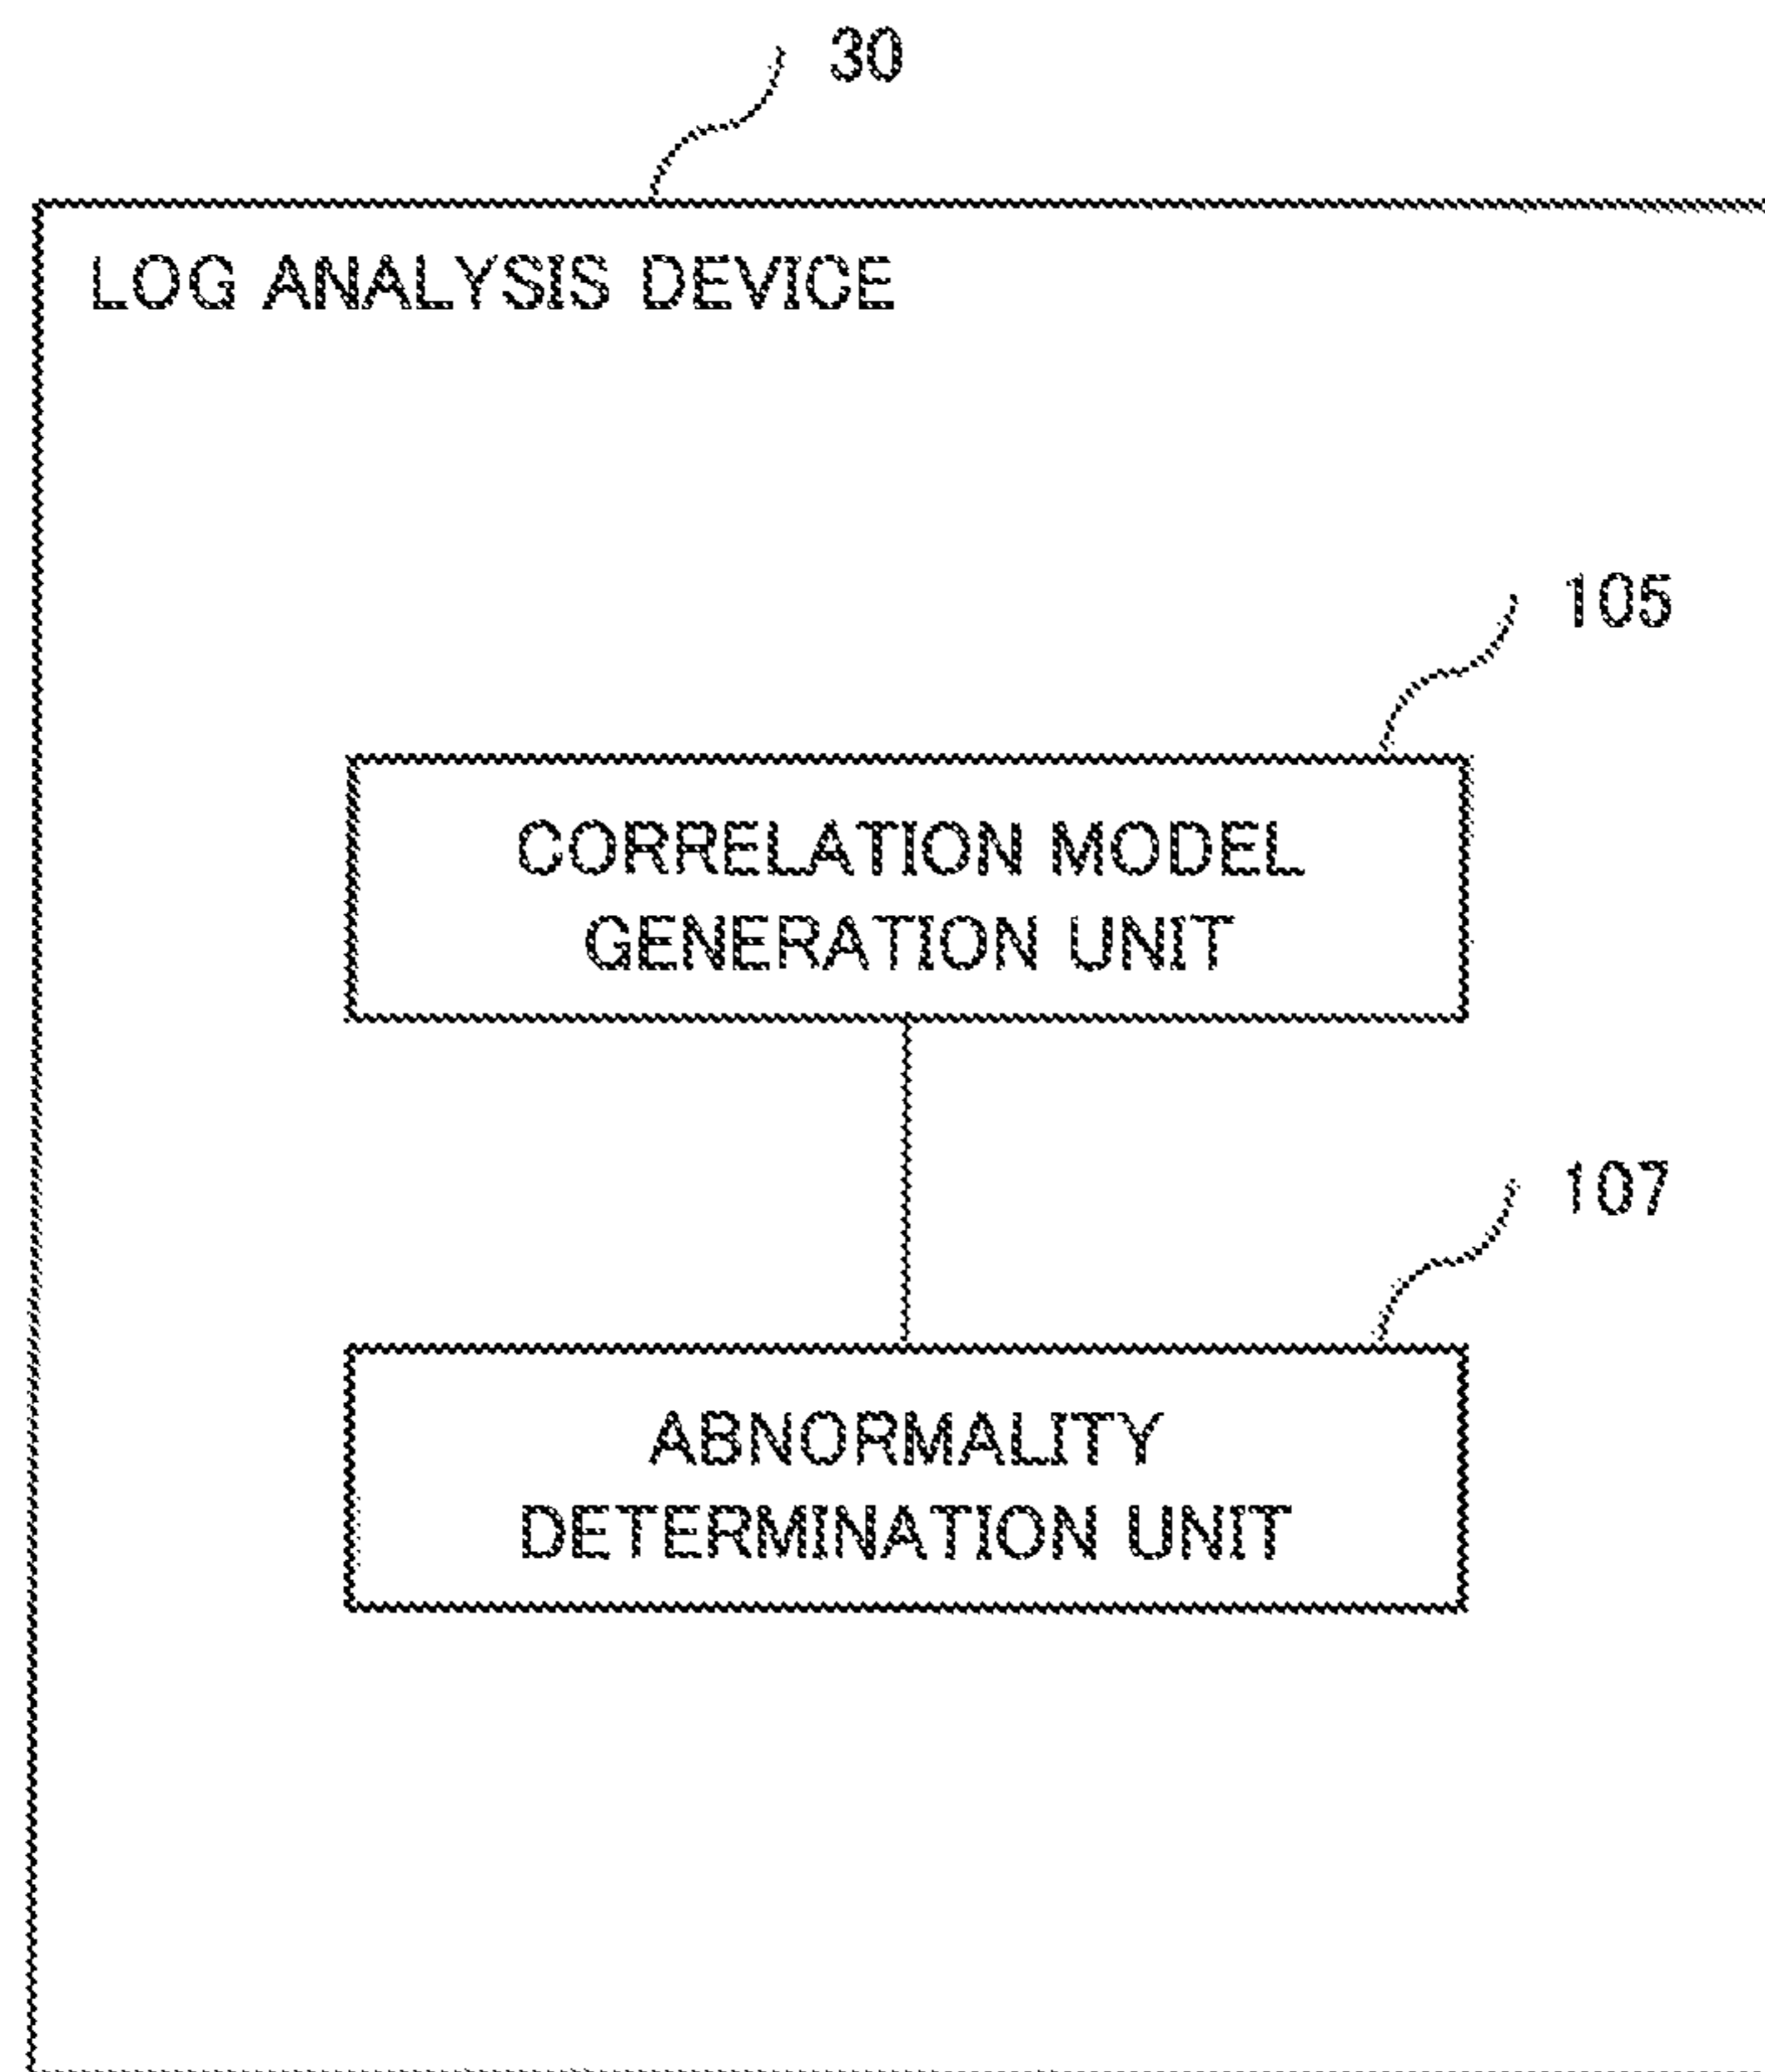 30
LOG ANALYSIS DEVICE
105
CORRELATION MODEL
GENERATION UNIT
107
ABNORMALITY
DETERMINATION UNIT